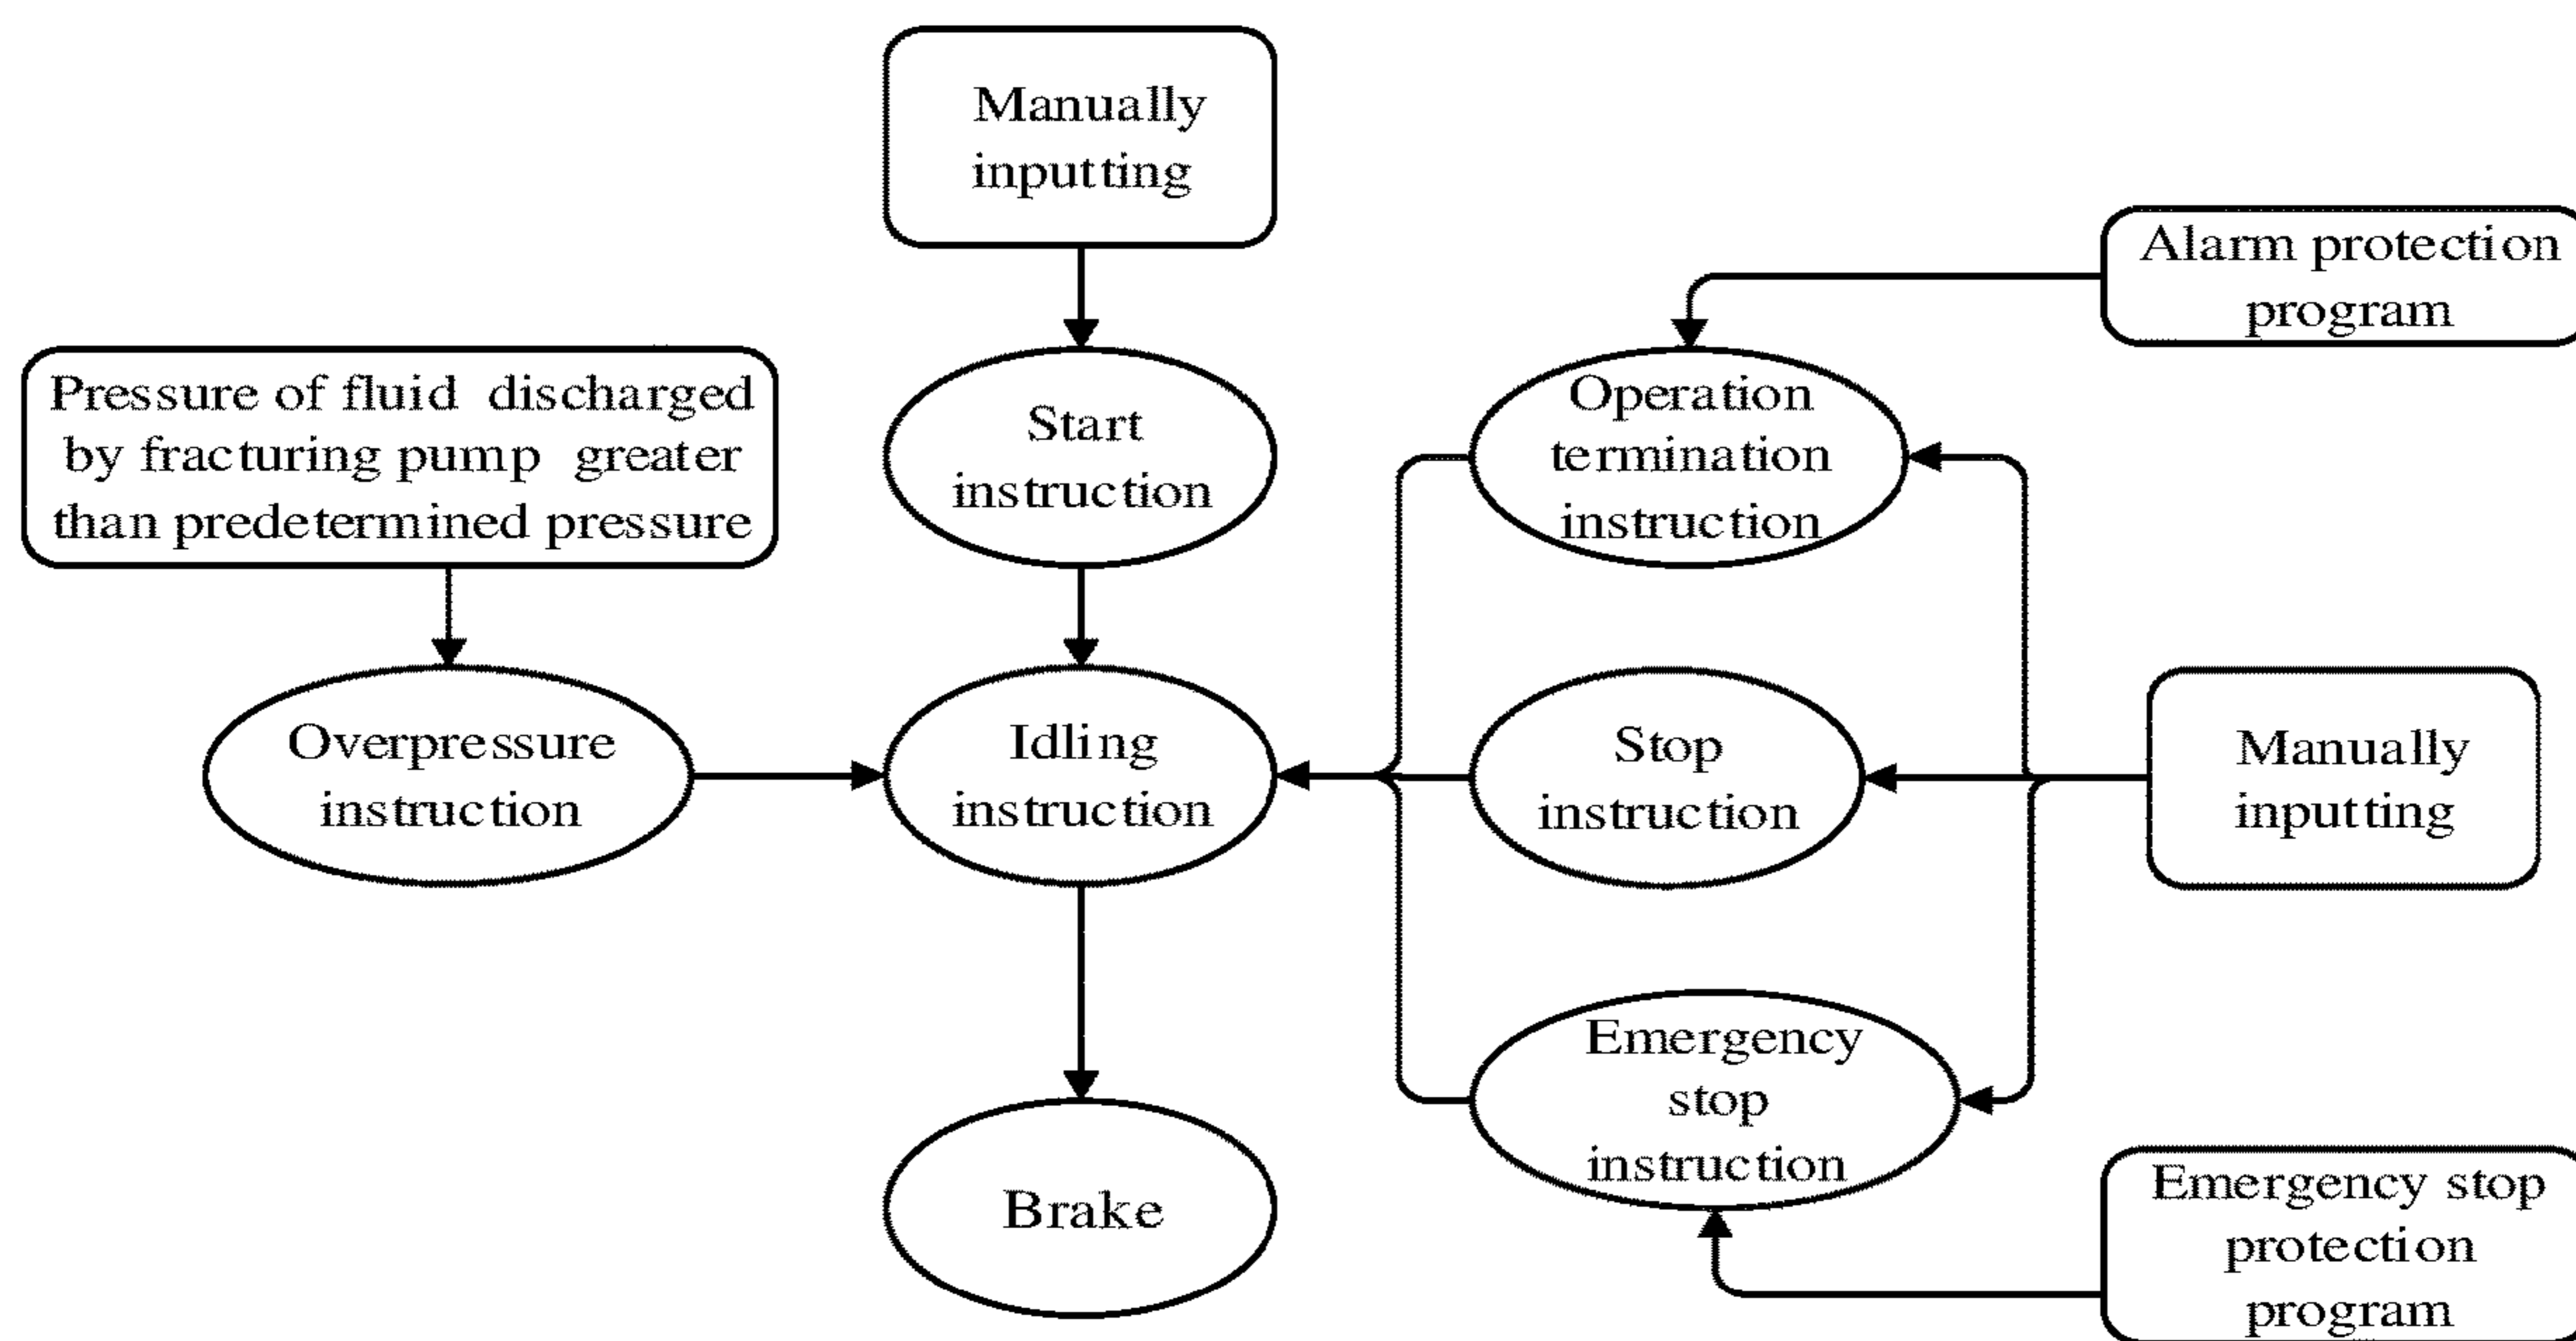 Manually
inputting
Alarm protection
program
Pressure of fluid discharged
by fracturing pump greater
than predetermined pressure
Start
instruction
Operation
termination
instruction
Overpressure
instruction
Idling
instruction
Stop
instruction
Manually
inputting
Emergency
stop
instruction
Brake
Emergency stop
protection
program